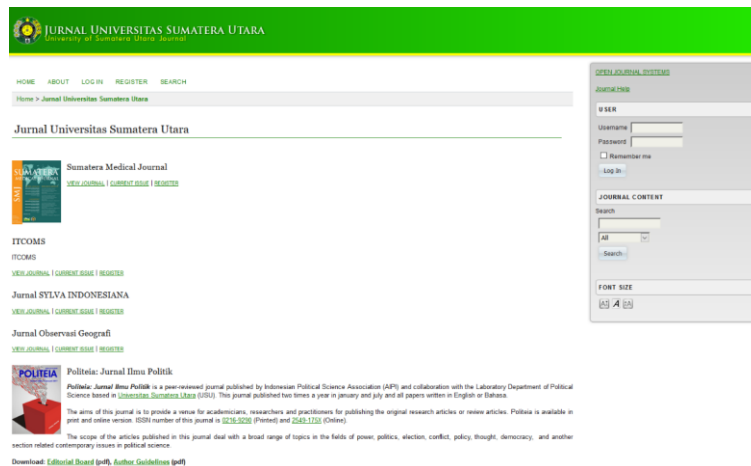 JURNAL UNIVERSITAS SUMATERA UTARA
University of Sumatera Utara Journal
HOME ABOUT LOG IN REGISTER SEARCH
Home > Jurnal Universitas Sumatera Utara
Jurnal Universitas Sumatera Utara
SUMATERA
SMJ
Sumatera Medical Journal
VIEW JOURNAL | CURRENT ISSUE | REGISTER
ITCOMS
ITCOMS
VIEW JOURNAL | CURRENT ISSUE | REGISTER
Jurnal SYLVA INDONESIANA
VIEW JOURNAL | CURRENT ISSUE | REGISTER
Jurnal Observasi Geografi
VIEW JOURNAL | CURRENT ISSUE | REGISTER
POLITEIA
Politeia: Jurnal Ilmu Politik
Politeia: Jurnal Ilmu Politik is a peer-reviewed journal published by Indonesian Political Science Association (AIPI) and collaboration with the Laboratory Department of Political
Science based in Universitas Sumatera Utara (USU). This journal published two times a year in january and july and all papers written in English or Bahasa.
The aims of this journal is to provide a venue for academicians, researchers and practitioners for publishing the original research articles or review articles. Politeia is available in
print and online version. ISSN number of this journal is 0216-9290 (Printed) and 2549-175X (Online).
The scope of the articles published in this journal deal with a broad range of topics in the fields of power, politics, election, conflict, policy, thought, democracy, and another
section related contemporary issues in political science.
Download: Editorial Board (pdf), Author Guidelines (pdf)
OPEN JOURNAL SYSTEMS
Journal Help
USER
Username
Password
Remember me
Log In
JOURNAL CONTENT
Search
All
Search
FONT SIZE
A A A